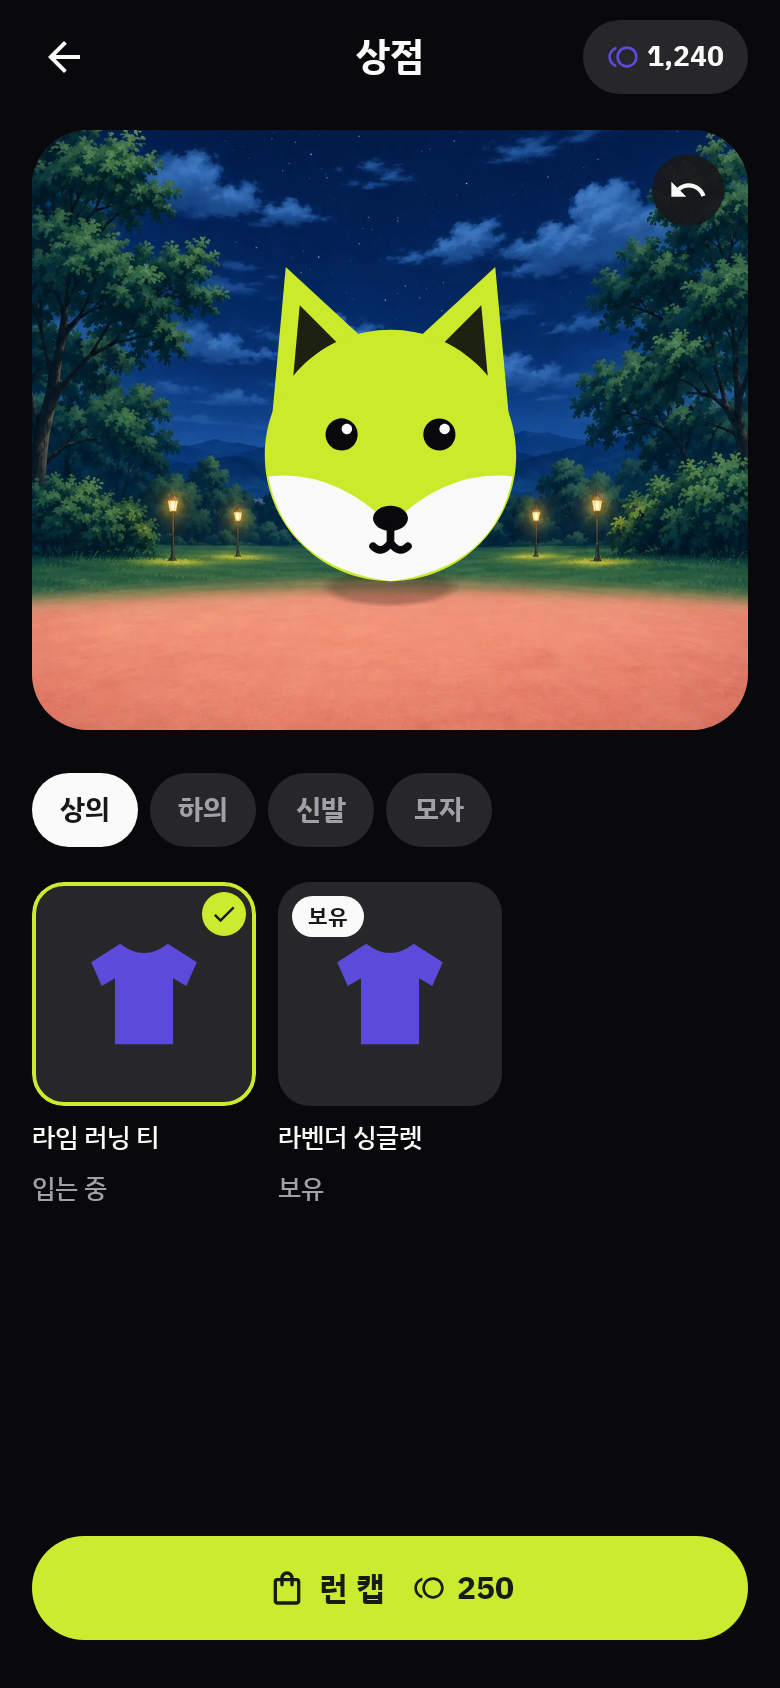 상점
1,240
상의
하의
신발
모자
보유
라임 러닝 티
라벤더 싱글렛
입는 중
보유
런 캡 250